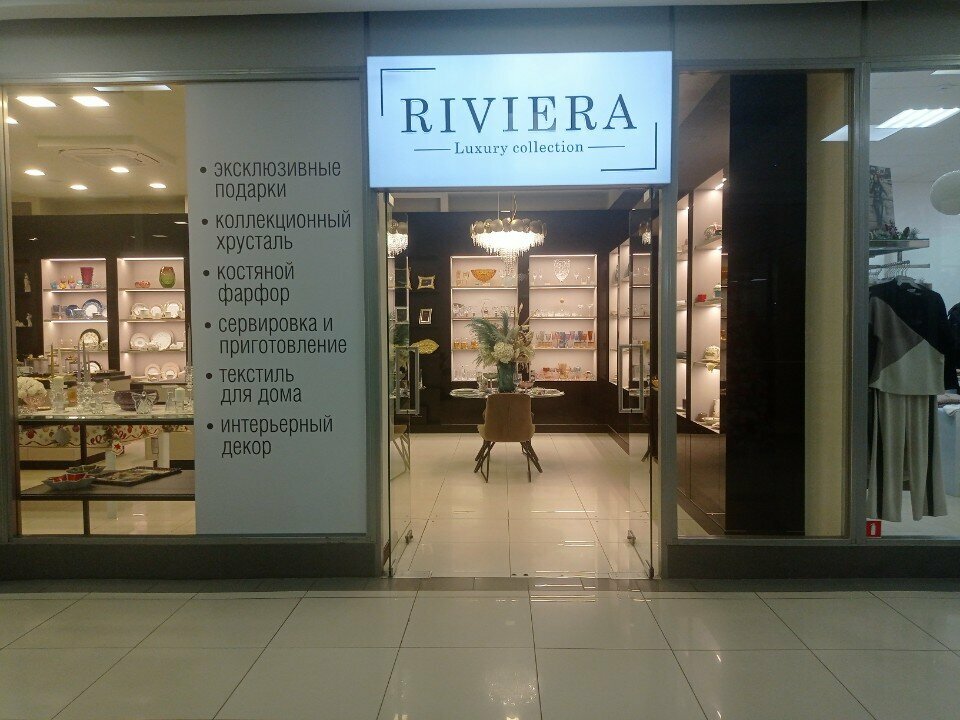 RIVIERA
Luxury collection
• эксклюзивные
подарки
• коллекционный
хрусталь
• костяной
фарфор
• сервировка и
приготовление
• текстиль
для дома
• интерьерный
декор